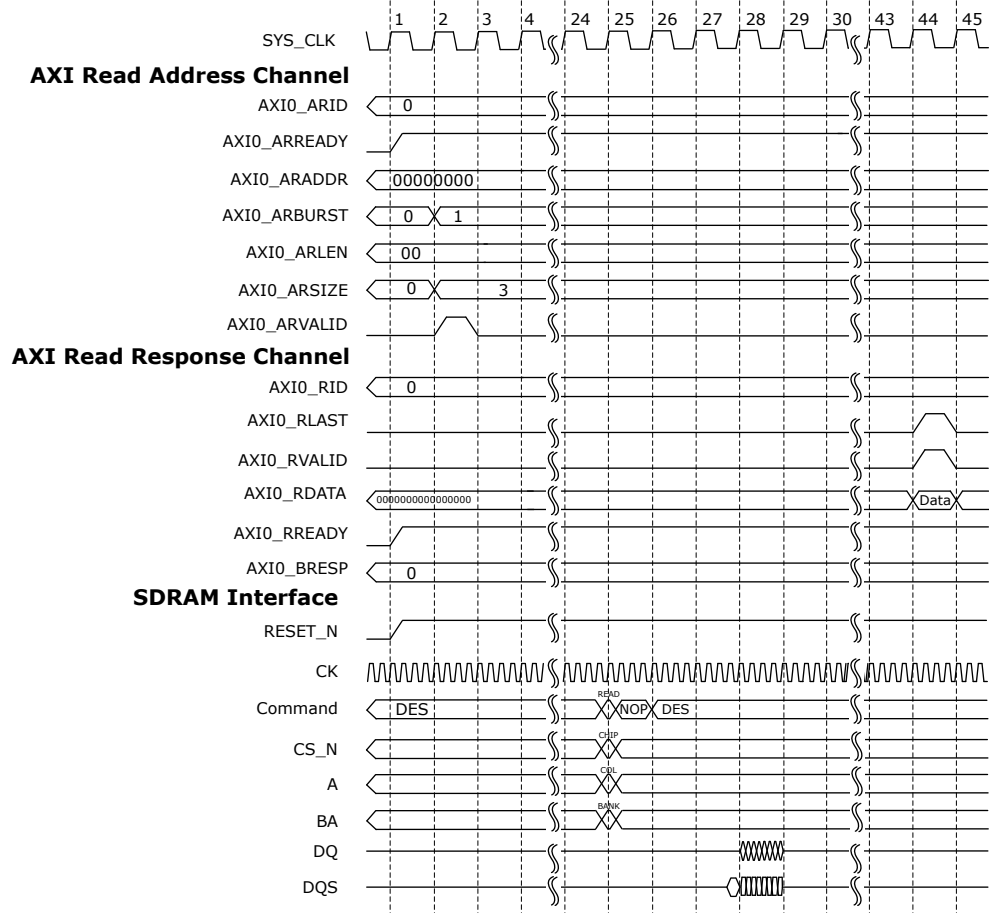 1 2 3 4 24 25 26 27 28 29 30 43 44 45
SYS_CLK
AXI Read Address Channel
AXI0_ARID 0
AXI0_ARREADY
AXI0_ARADDR 00000000
AXI0_ARBURST 0 1
AXI0_ARLEN 00
AXI0_ARSIZE 0 3
AXI0_ARVALID
AXI Read Response Channel
AXI0_RID 0
AXI0_RLAST
AXI0_RVALID
AXI0_RDATA 0000000000000000 Data
AXI0_RREADY
AXI0_BRESP 0
SDRAM Interface
RESET_N
CK
READ
Command DES NOP DES
CHIP
CS_N
COL
A
BANK
BA
DQ
DQS